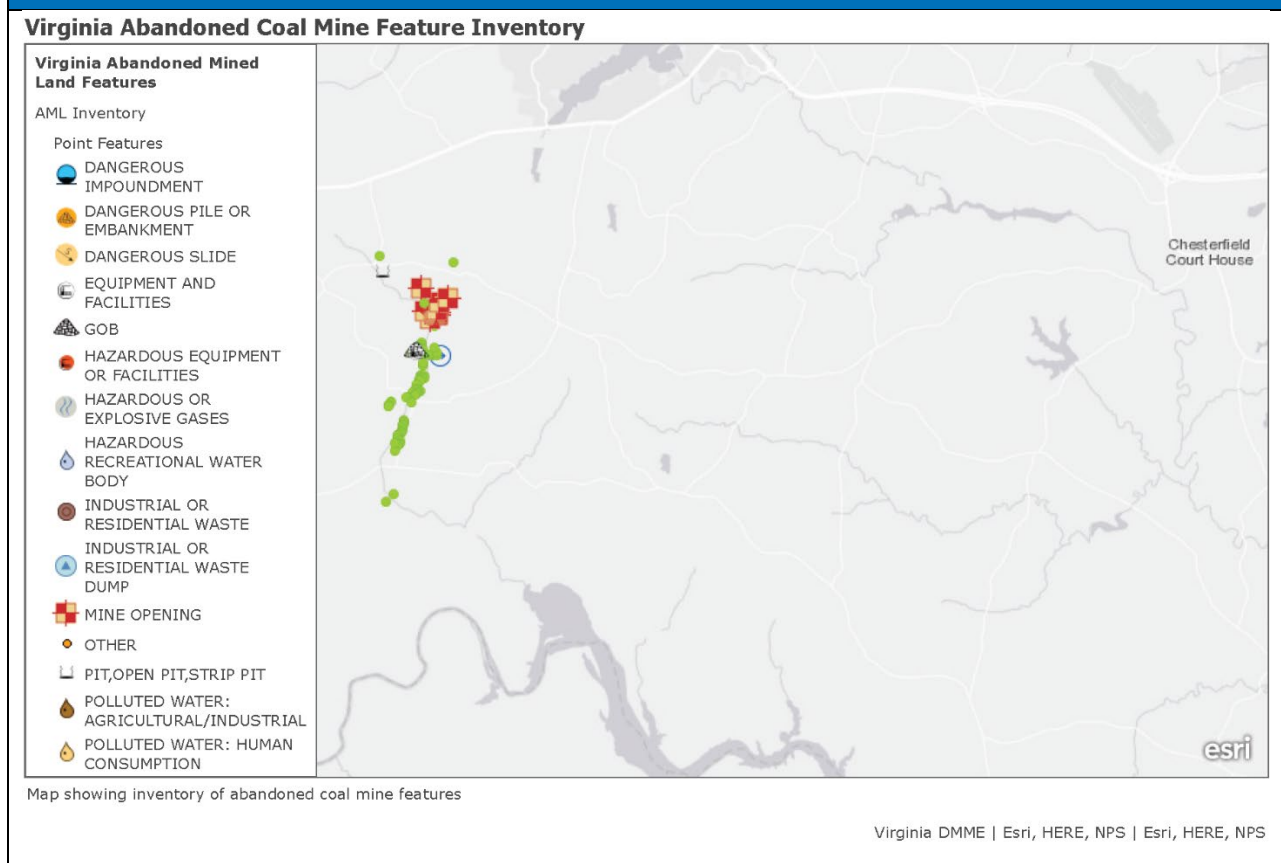 Virginia Abandoned Coal Mine Feature Inventory
Virginia Abandoned Mined
Land Features
AML Inventory
Point Features
DANGEROUS
IMPOUNDMENT
DANGEROUS PILE OR
EMBANKMENT
DANGEROUS SLIDE
EQUIPMENT AND
FACILITIES
GOB
HAZARDOUS EQUIPMENT
OR FACILITIES
HAZARDOUS OR
EXPLOSIVE GASES
HAZARDOUS
RECREATIONAL WATER
BODY
INDUSTRIAL OR
RESIDENTIAL WASTE
INDUSTRIAL OR
RESIDENTIAL WASTE
DUMP
MINE OPENING
OTHER
PIT,OPEN PIT,STRIP PIT
POLLUTED WATER:
AGRICULTURAL/INDUSTRIAL
POLLUTED WATER: HUMAN
CONSUMPTION
Chesterfield
Court House
esri
Map showing inventory of abandoned coal mine features
Virginia DMME | Esri, HERE, NPS | Esri, HERE, NPS